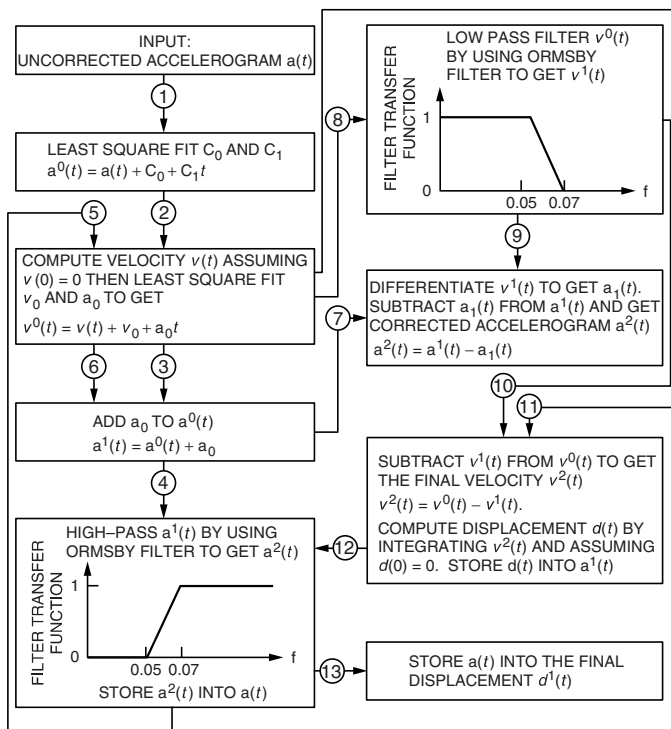 INPUT:
UNCORRECTED ACCELEROGRAM a(t)
1
LEAST SQUARE FIT C₀ AND C₁
a⁰(t) = a(t) + C₀ + C₁t
5
2
COMPUTE VELOCITY v(t) ASSUMING
v(0) = 0 THEN LEAST SQUARE FIT
v₀ AND a₀ TO GET
v⁰(t) = v(t) + v₀ + a₀t
6
3
ADD a₀ TO a⁰(t)
a¹(t) = a⁰(t) + a₀
4
HIGH–PASS a¹(t) BY USING
ORMSBY FILTER TO GET a²(t)
FILTER TRANSFER
FUNCTION
1
0
0.05 0.07
f
STORE a²(t) INTO a(t)
8
LOW PASS FILTER v⁰(t)
BY USING ORMSBY
FILTER TO GET v¹(t)
FILTER TRANSFER
FUNCTION
1
0
0.05 0.07
f
9
7
DIFFERENTIATE v¹(t) TO GET a₁(t).
SUBTRACT a₁(t) FROM a¹(t) AND GET
CORRECTED ACCELEROGRAM a²(t)
a²(t) = a¹(t) – a₁(t)
10
11
SUBTRACT v¹(t) FROM v⁰(t) TO GET
THE FINAL VELOCITY v²(t)
v²(t) = v⁰(t) – v¹(t).
COMPUTE DISPLACEMENT d(t) BY
INTEGRATING v²(t) AND ASSUMING
d(0) = 0. STORE d(t) INTO a¹(t)
12
13
STORE a(t) INTO THE FINAL
DISPLACEMENT d¹(t)